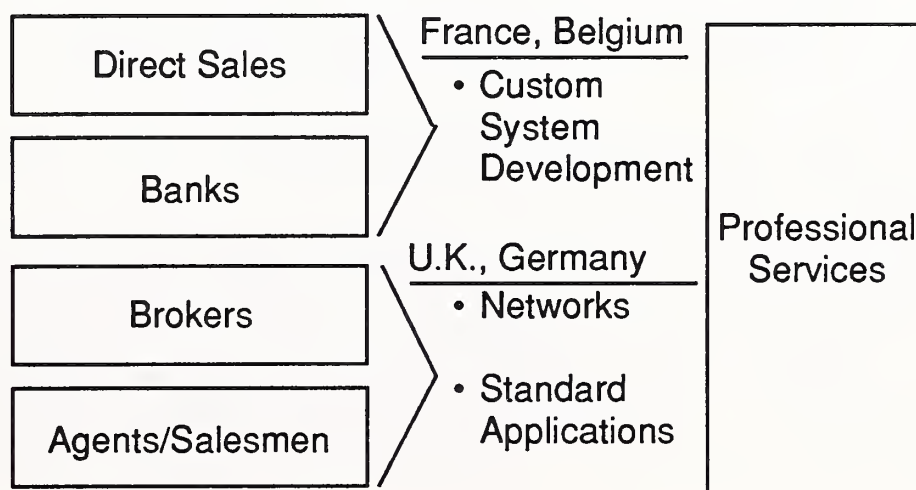 Direct Sales
Banks
Brokers
Agents/Salesmen
France, Belgium
• Custom
System
Development
U.K., Germany
• Networks
• Standard
Applications
Professional
Services